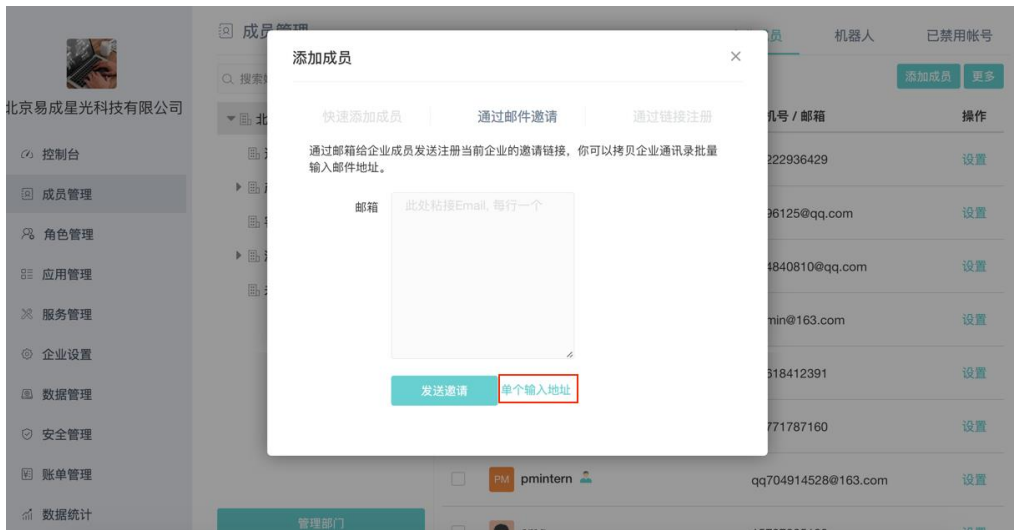 成员管理
机器人
已禁用帐号
添加成员
更多
北京易成星光科技有限公司
控制台
成员管理
角色管理
应用管理
服务管理
企业设置
数据管理
安全管理
账单管理
数据统计
添加成员
快速添加成员
通过邮件邀请
通过链接注册
通过邮箱给企业成员发送注册当前企业的邀请链接，你可以拷贝企业通讯录批量
输入邮件地址。
邮箱
此处粘接Email, 每行一个
发送邀请
单个输入地址
机号 / 邮箱
操作
222936429
设置
96125@qq.com
设置
4840810@qq.com
设置
min@163.com
设置
618412391
设置
771787160
设置
PM
pmintern
qq704914528@163.com
设置
管理部门